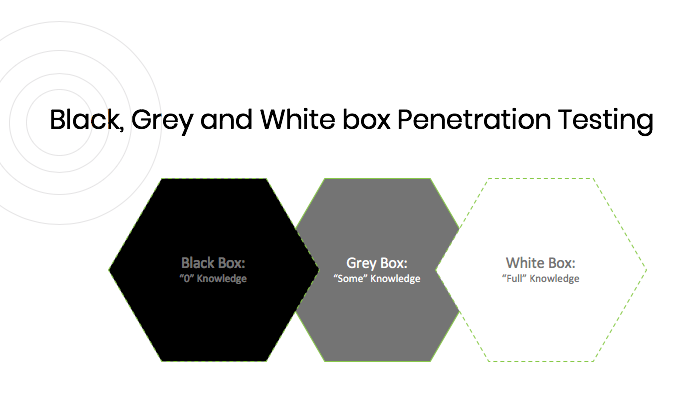 Black, Grey and White box Penetration Testing
Black Box:
“0” Knowledge
Grey Box:
“Some” Knowledge
White Box:
“Full” Knowledge